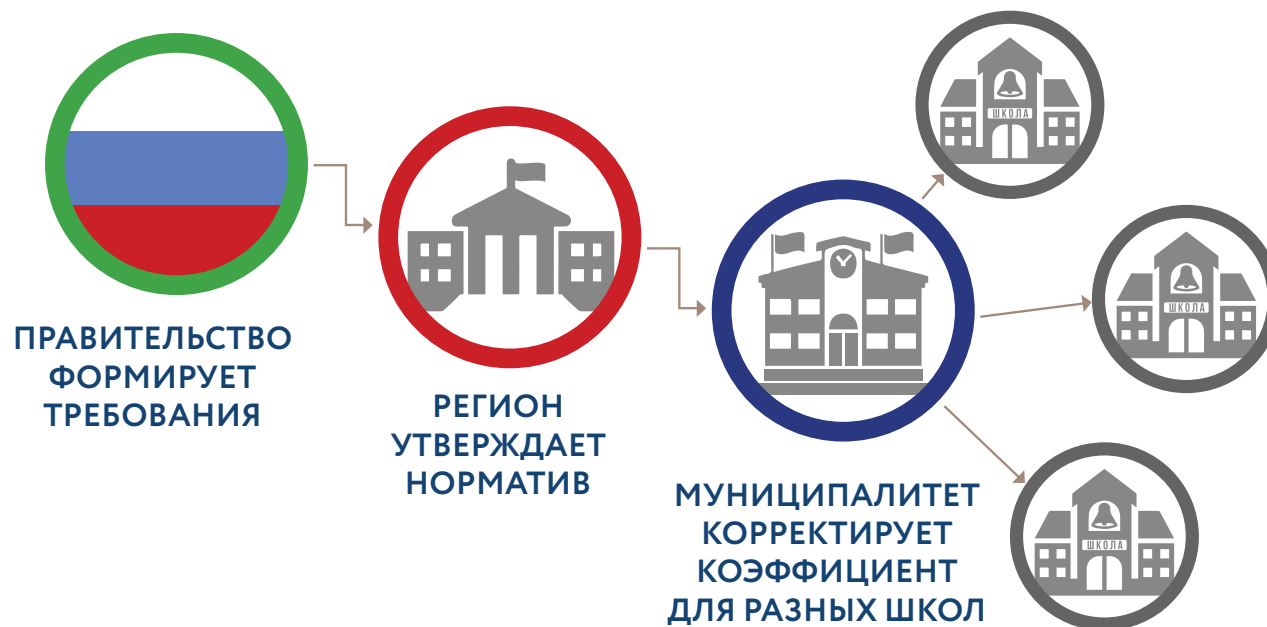 ПРАВИТЕЛЬСТВО
ФОРМИРУЕТ
ТРЕБОВАНИЯ
РЕГИОН
УТВЕРЖДАЕТ
НОРМАТИВ
МУНИЦИПАЛИТЕТ
КОРРЕКТИРУЕТ
КОЭФФИЦИЕНТ
ДЛЯ РАЗНЫХ ШКОЛ
ШКОЛА
ШКОЛА
ШКОЛА